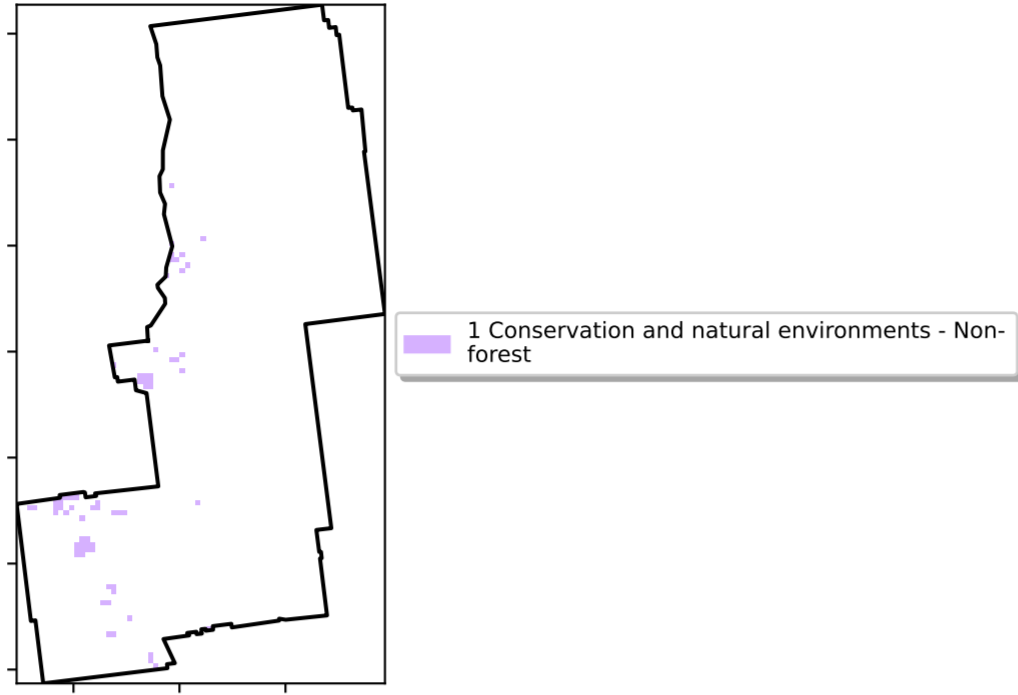 1 Conservation and natural environments - Non-
forest